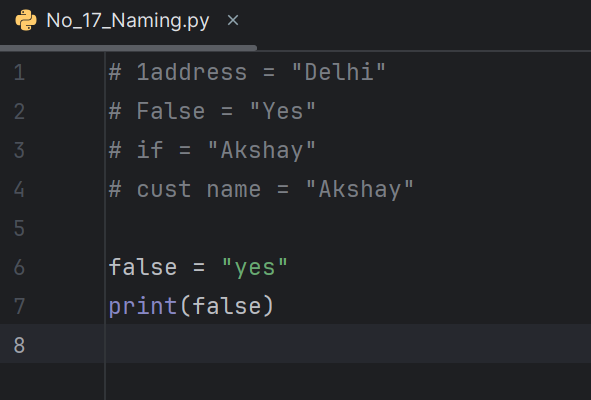 No_17_Naming.py ×
1 # 1address = "Delhi"
2 # False = "Yes"
3 # if = "Akshay"
4 # cust name = "Akshay"
5
6 false = "yes"
7 print(false)
8